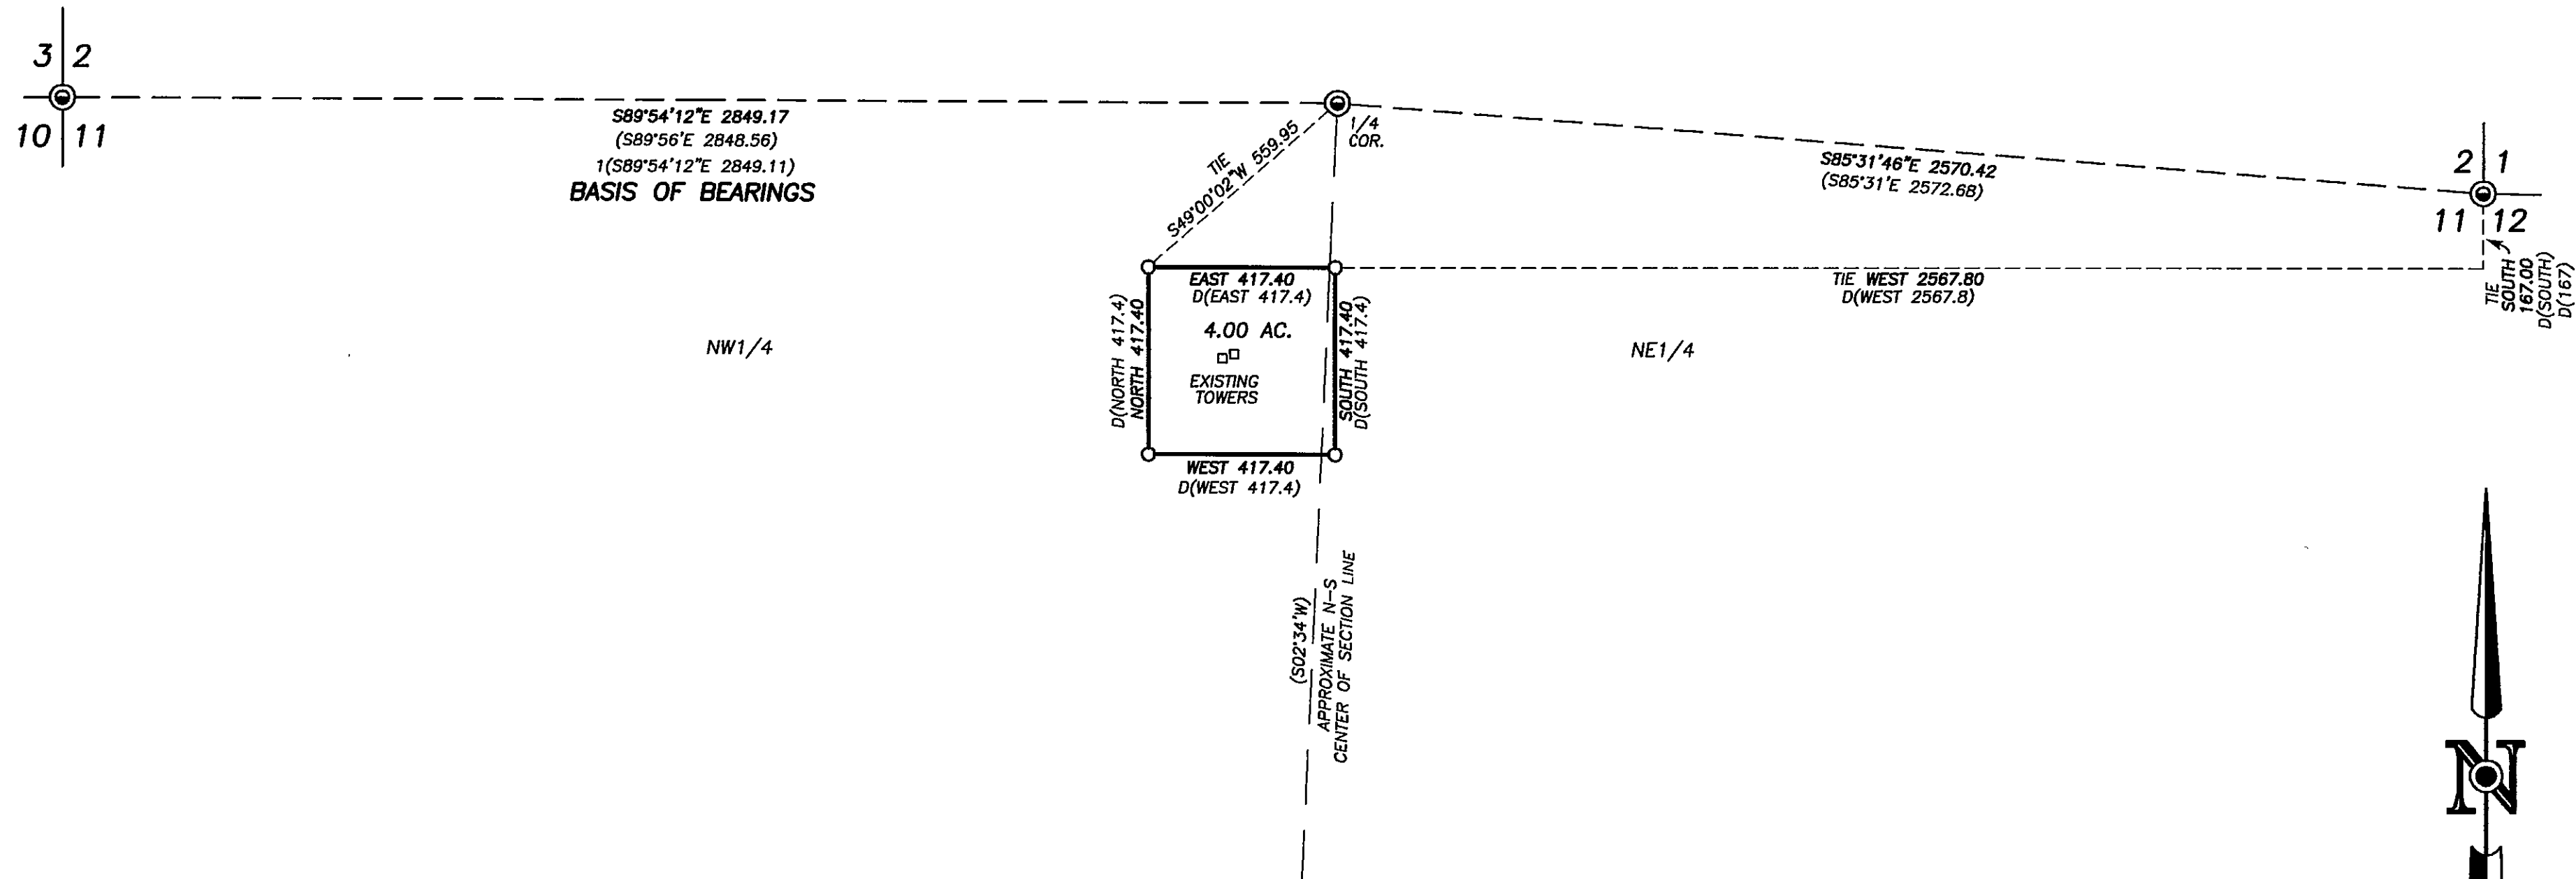 3 2
10 11
S89°54'12"E 2849.17
(S89°56'E 2848.56)
1(S89°54'12"E 2849.11)
BASIS OF BEARINGS
TIE
S49°00'02"W 559.95
1/4
COR.
S85°31'46"E 2570.42
(S85°31'E 2572.68)
2 1
11 12
TIE
SOUTH
167.00
D(SOUTH)
D(167)
EAST 417.40
D(EAST 417.4)
TIE WEST 2567.80
D(WEST 2567.8)
D(NORTH 417.4)
NORTH 417.40
4.00 AC.
EXISTING
TOWERS
SOUTH 417.40
D(SOUTH 417.4)
NW1/4
NE1/4
WEST 417.40
D(WEST 417.4)
(S02°34'W)
APPROXIMATE N-S
CENTER OF SECTION LINE
N